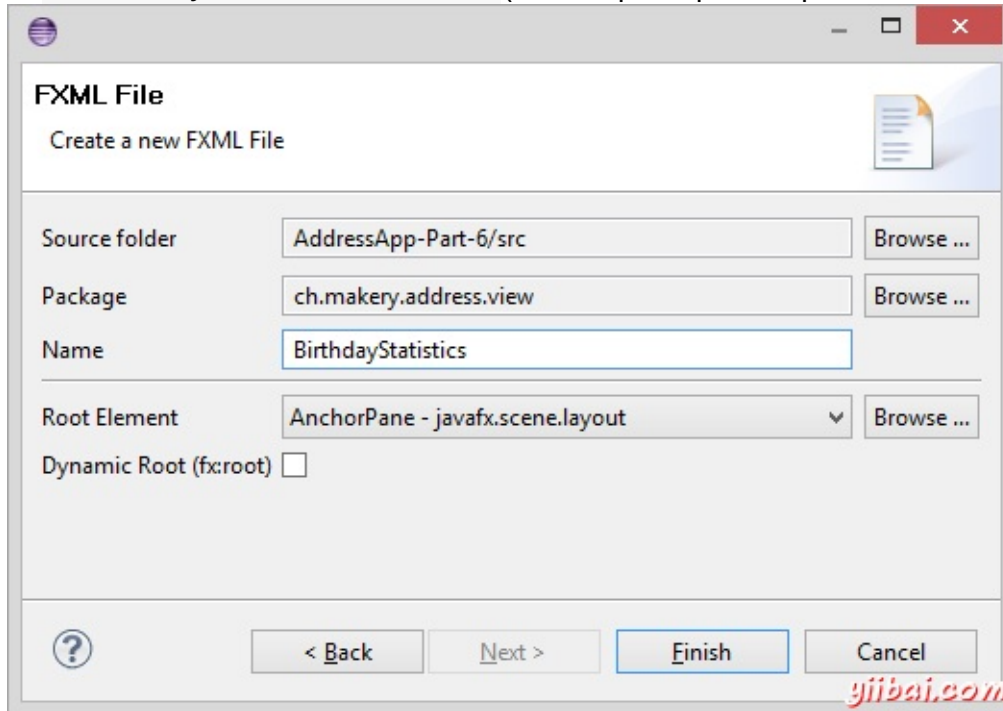 FXML File
Create a new FXML File
Source folder AddressApp-Part-6/src Browse ...
Package ch.makery.address.view Browse ...
Name BirthdayStatistics
Root Element AnchorPane - javafx.scene.layout Browse ...
Dynamic Root (fx:root)
? < Back Next > Finish Cancel
yiibai.com